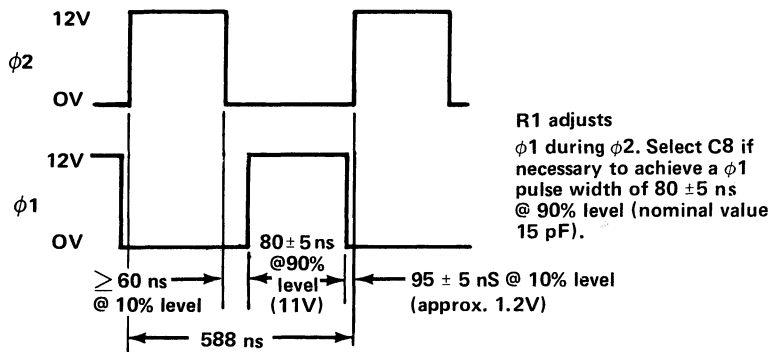 12V
ϕ2
0V
12V
ϕ1
0V
R1 adjusts
ϕ1 during ϕ2. Select C8 if
necessary to achieve a ϕ1
pulse width of 80 ±5 ns
@ 90% level (nominal value
15 pF).
≥ 60 ns
@ 10% level
80 ± 5 ns
@90%
level
(11V)
95 ± 5 nS @ 10% level
(approx. 1.2V)
588 ns